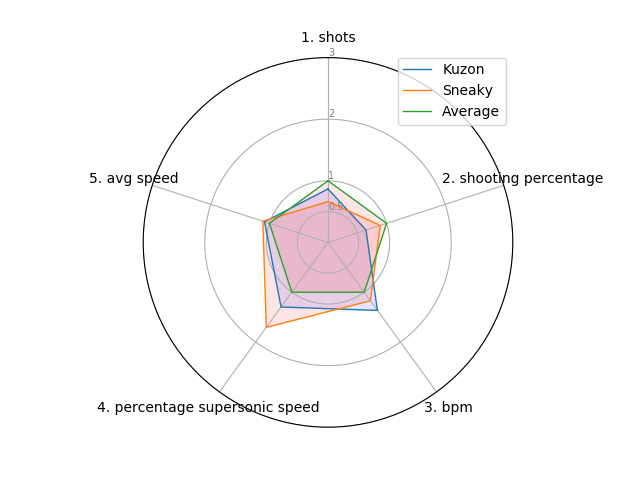 1. shots
3
Kuzon
Sneaky
Average
2
5. avg speed
1
2. shooting percentage
0.5
4. percentage supersonic speed
3. bpm